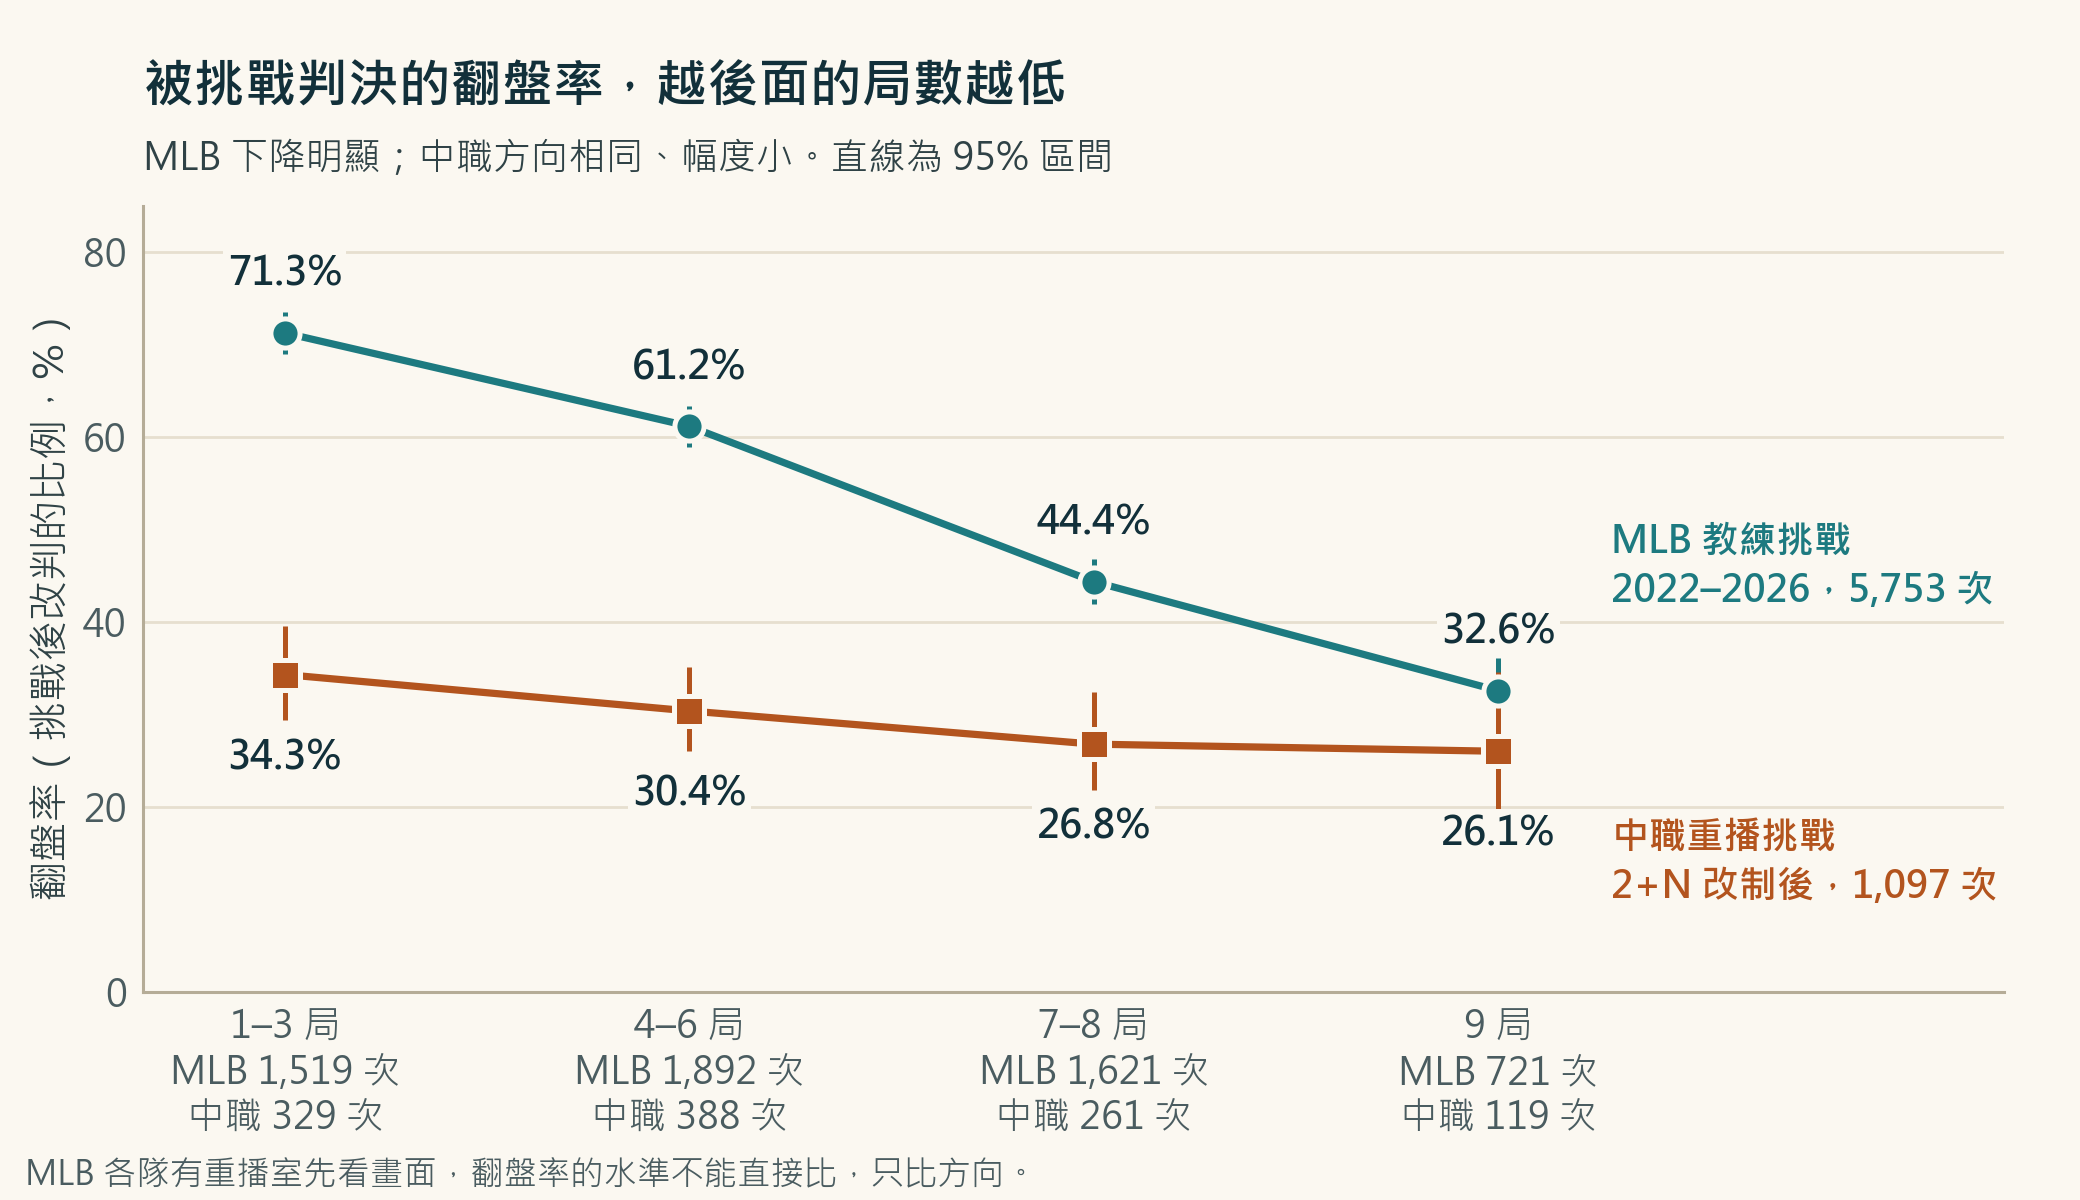 被挑戰判決的翻盤率，越後面的局數越低
MLB 下降明顯；中職方向相同、幅度小。直線為 95% 區間
翻盤率（挑戰後改判的比例，%）
80
60
40
20
0
71.3%
61.2%
44.4%
32.6%
34.3%
30.4%
26.8%
26.1%
MLB 教練挑戰
2022–2026，5,753 次
中職重播挑戰
2+N 改制後，1,097 次
1–3 局
MLB 1,519 次
中職 329 次
4–6 局
MLB 1,892 次
中職 388 次
7–8 局
MLB 1,621 次
中職 261 次
9 局
MLB 721 次
中職 119 次
MLB 各隊有重播室先看畫面，翻盤率的水準不能直接比，只比方向。